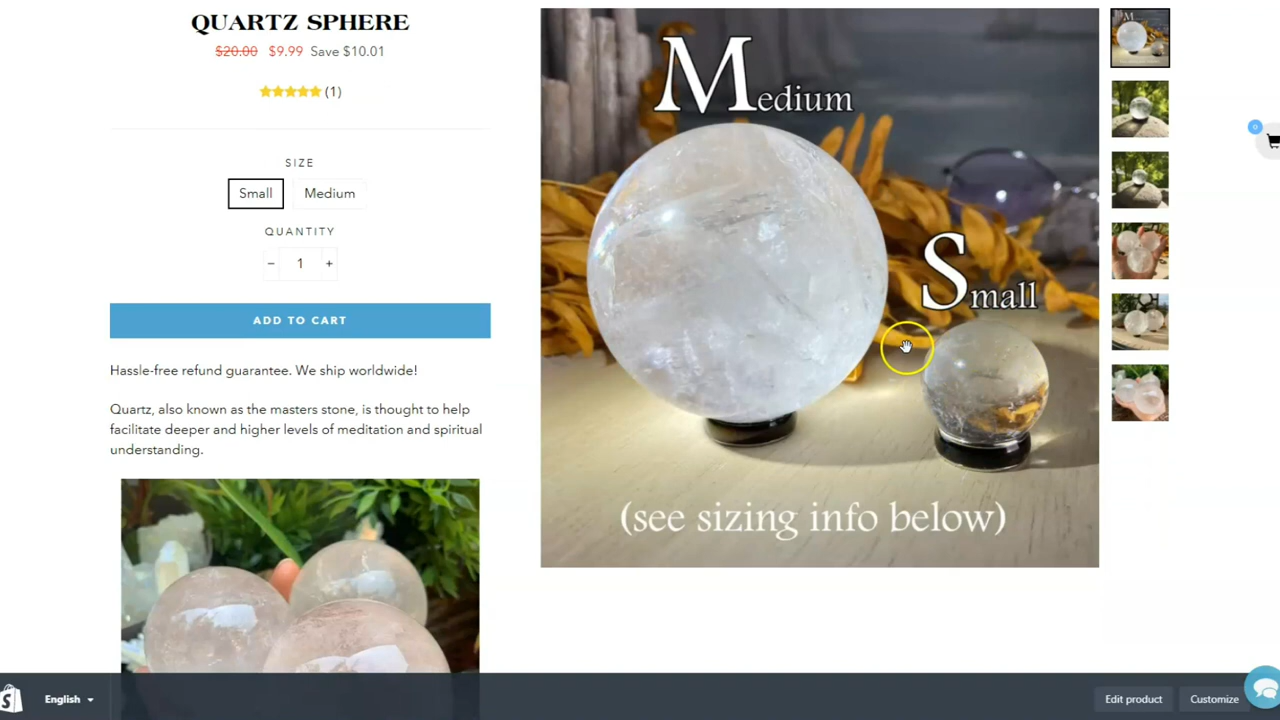 QUARTZ SPHERE
$20.00 $9.99 Save $10.01
(1)
SIZE
Small Medium
QUANTITY
− 1 +
ADD TO CART
Hassle-free refund guarantee. We ship worldwide!
Quartz, also known as the masters stone, is thought to help
facilitate deeper and higher levels of meditation and spiritual
understanding.
Medium
Small
(see sizing info below)
0
English
Edit product
Customize